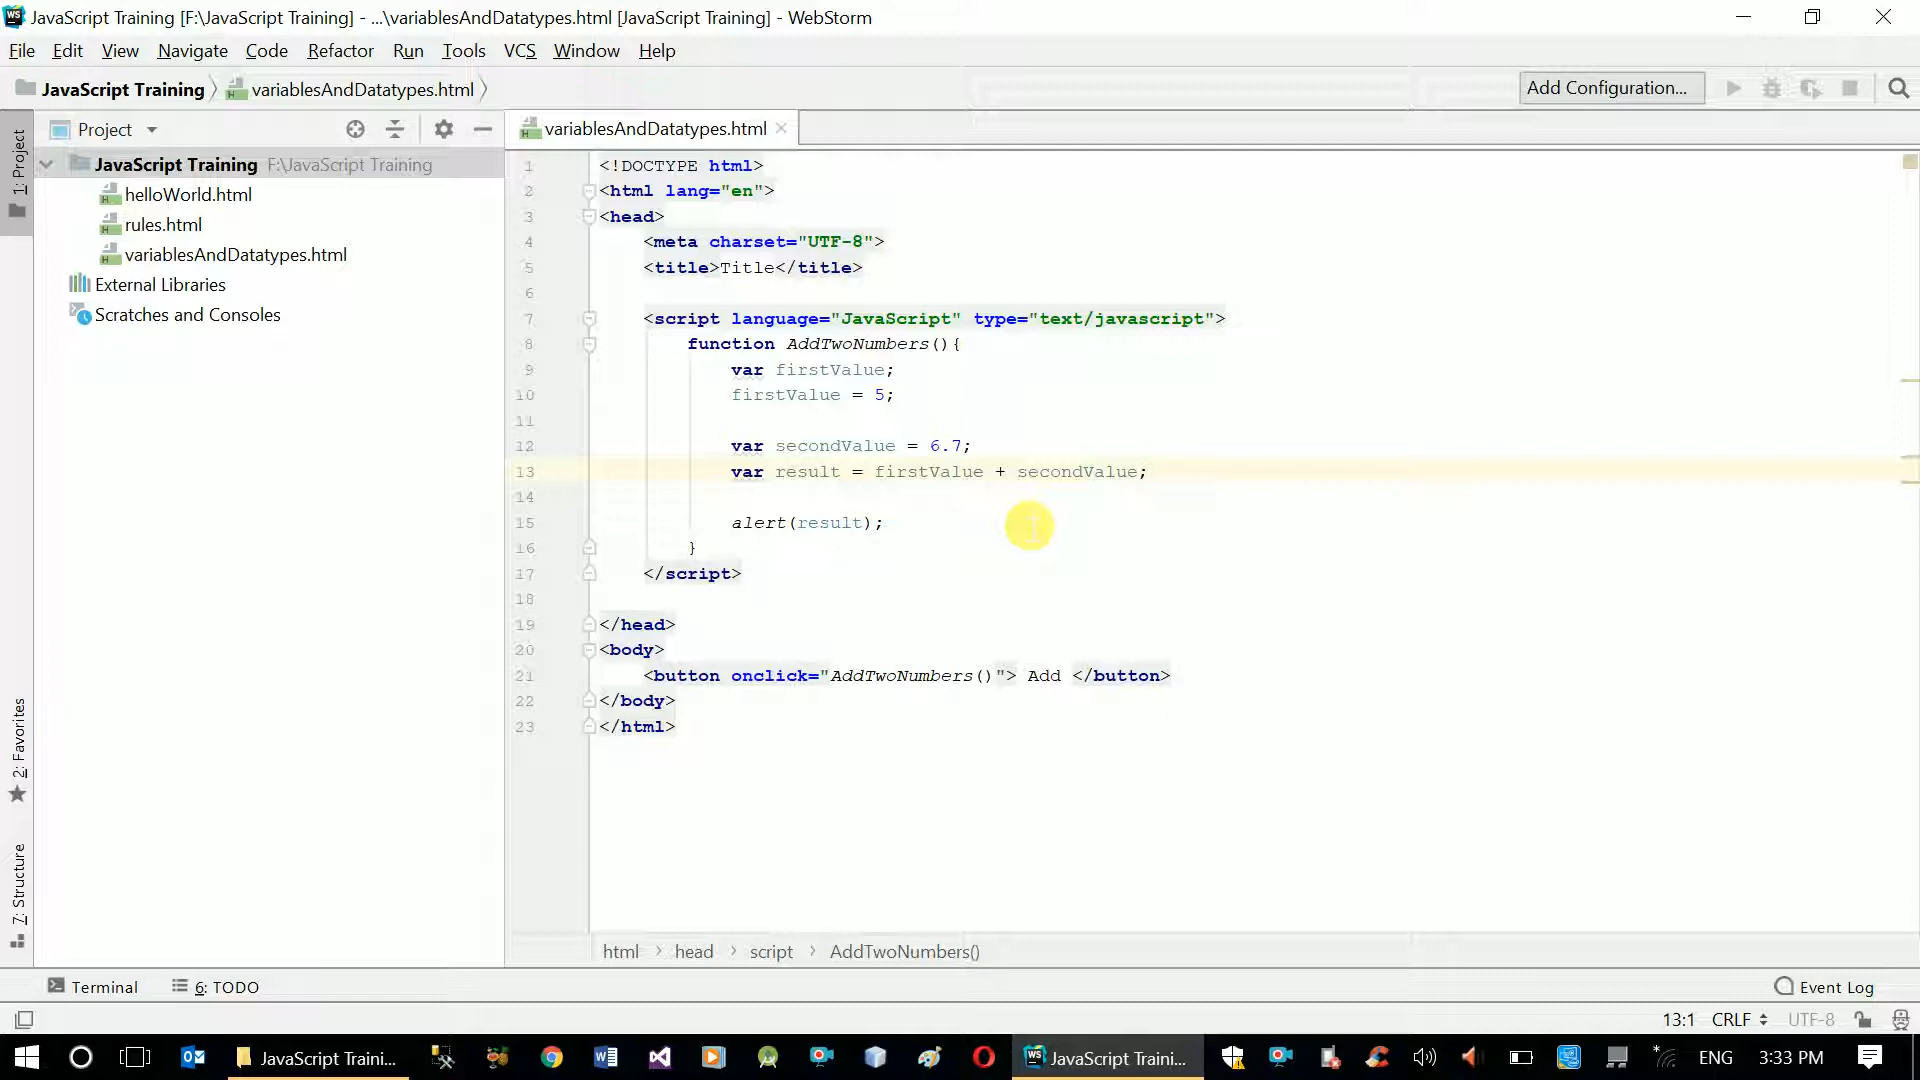 JavaScript Training [F:\JavaScript Training] - ...\variablesAndDatatypes.html [JavaScript Training] - WebStorm
File Edit View Navigate Code Refactor Run Tools VCS Window Help
JavaScript Training variablesAndDatatypes.html Add Configuration...
Project variablesAndDatatypes.html
1: Project
JavaScript Training F:\JavaScript Training
helloWorld.html
rules.html
variablesAndDatatypes.html
External Libraries
Scratches and Consoles
2: Favorites
7: Structure
1 <!DOCTYPE html>
2 <html lang="en">
3 <head>
4 <meta charset="UTF-8">
5 <title>Title</title>
6
7 <script language="JavaScript" type="text/javascript">
8 function AddTwoNumbers(){
9 var firstValue;
10 firstValue = 5;
11
12 var secondValue = 6.7;
13 var result = firstValue + secondValue;
14
15 alert(result);
16 }
17 </script>
18
19 </head>
20 <body>
21 <button onclick="AddTwoNumbers()"> Add </button>
22 </body>
23 </html>
html > head > script > AddTwoNumbers()
Terminal 6: TODO Event Log
13:1 CRLF UTF-8
JavaScript Traini... JavaScript Traini... ENG 3:33 PM